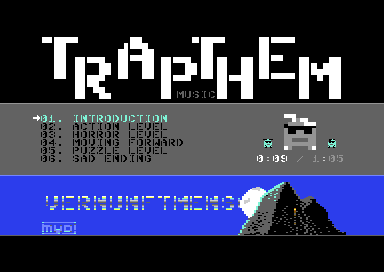 TRAPTHEM
MUSIC
01. INTRODUCTION
02. ACTION LEVEL
03. HORROR LEVEL
04. MOVING FORWARD
05. PUZZLE LEVEL
06. SAD ENDING
0:09 / 1:05
VERNUNFTMENS